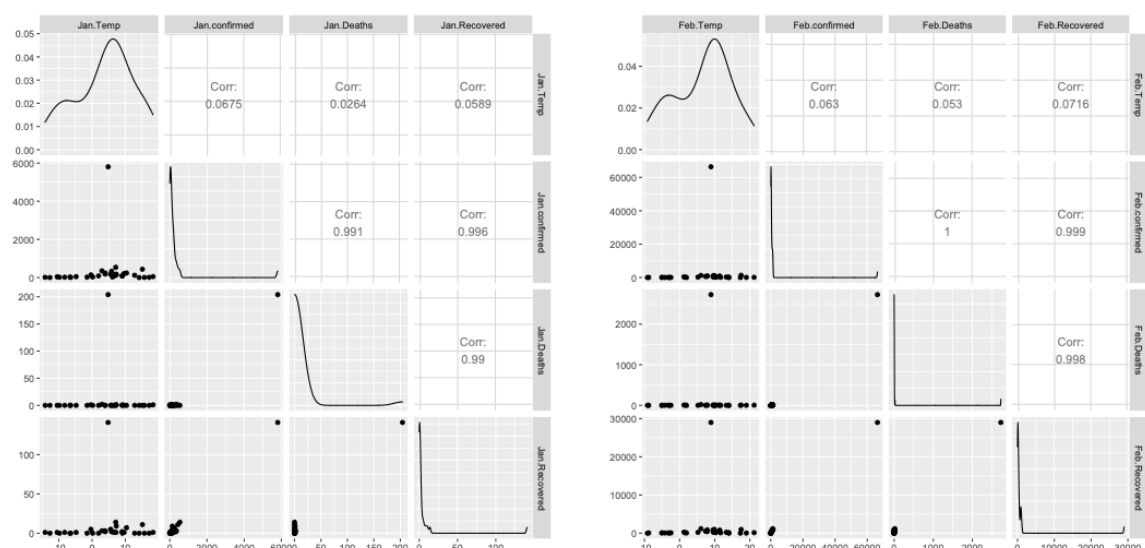 Jan.Temp Jan.confirmed Jan.Deaths Jan.Recovered
0.05
0.04
0.03
0.02
0.01
0.00
Corr:
0.0675
Corr:
0.0264
Corr:
0.0589
Jan.Temp
6000
4000
2000
0
Corr:
0.991
Corr:
0.996
Jan.confirmed
200
150
100
50
0
Corr:
0.99
Jan.Deaths
150
100
50
0
Jan.Recovered
0 10 0 2000 4000 6000 0 50 100 150 200 0 50 100
Feb.Temp Feb.confirmed Feb.Deaths Feb.Recovered
0.04
0.02
0.00
Corr:
0.063
Corr:
0.053
Corr:
0.0716
Feb.Temp
60000
40000
20000
0
Corr:
1
Corr:
0.999
Feb.confirmed
2000
1000
0
Corr:
0.998
Feb.Deaths
30000
20000
10000
0
Feb.Recovered
0 10 20 0 20000 40000 60000 0 1000 2000 0 10000 20000 30000